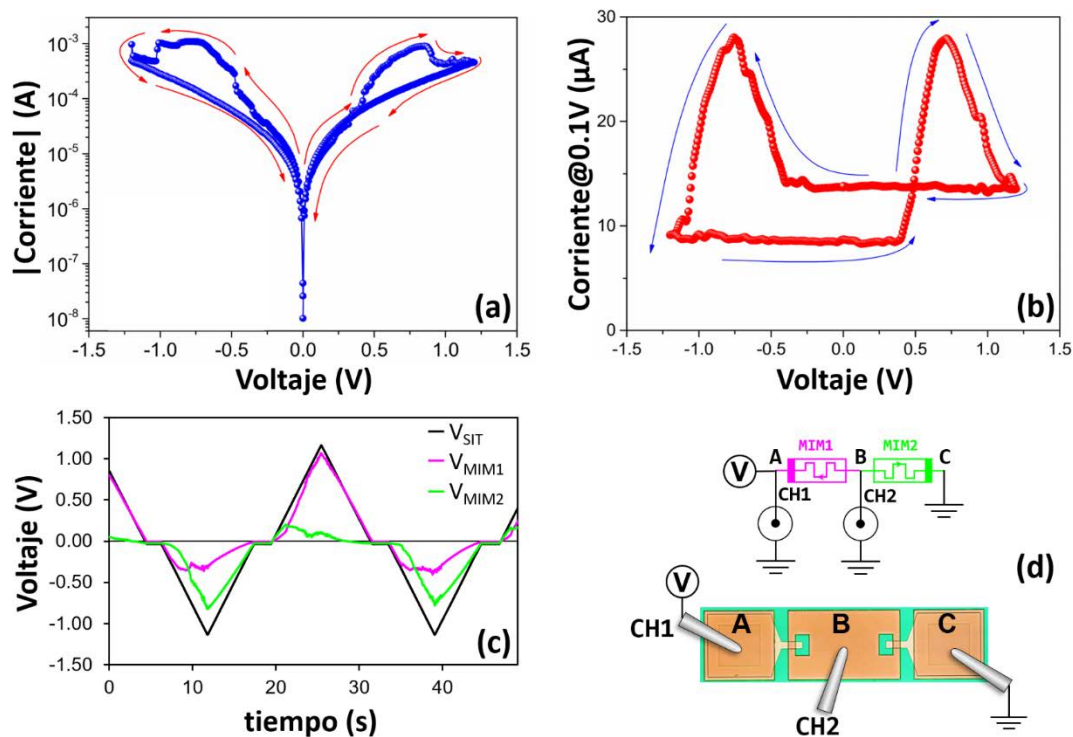 |Corriente| (A)
10⁻³
10⁻⁴
10⁻⁵
10⁻⁶
10⁻⁷
10⁻⁸
-1.5 -1.0 -0.5 0.0 0.5 1.0 1.5
Voltaje (V)
(a)
Corriente@0.1V (µA)
30
20
10
0
-1.5 -1.0 -0.5 0.0 0.5 1.0 1.5
Voltaje (V)
(b)
Voltaje (V)
1.50
1.00
0.50
0.00
-0.50
-1.00
-1.50
0 12 20 30 40
tiempo (s)
V_SIT
V_MIM1
V_MIM2
(c)
MIM1 MIM2
A B C
V
CH1 CH2
(d)
V
CH1
A B C
CH2